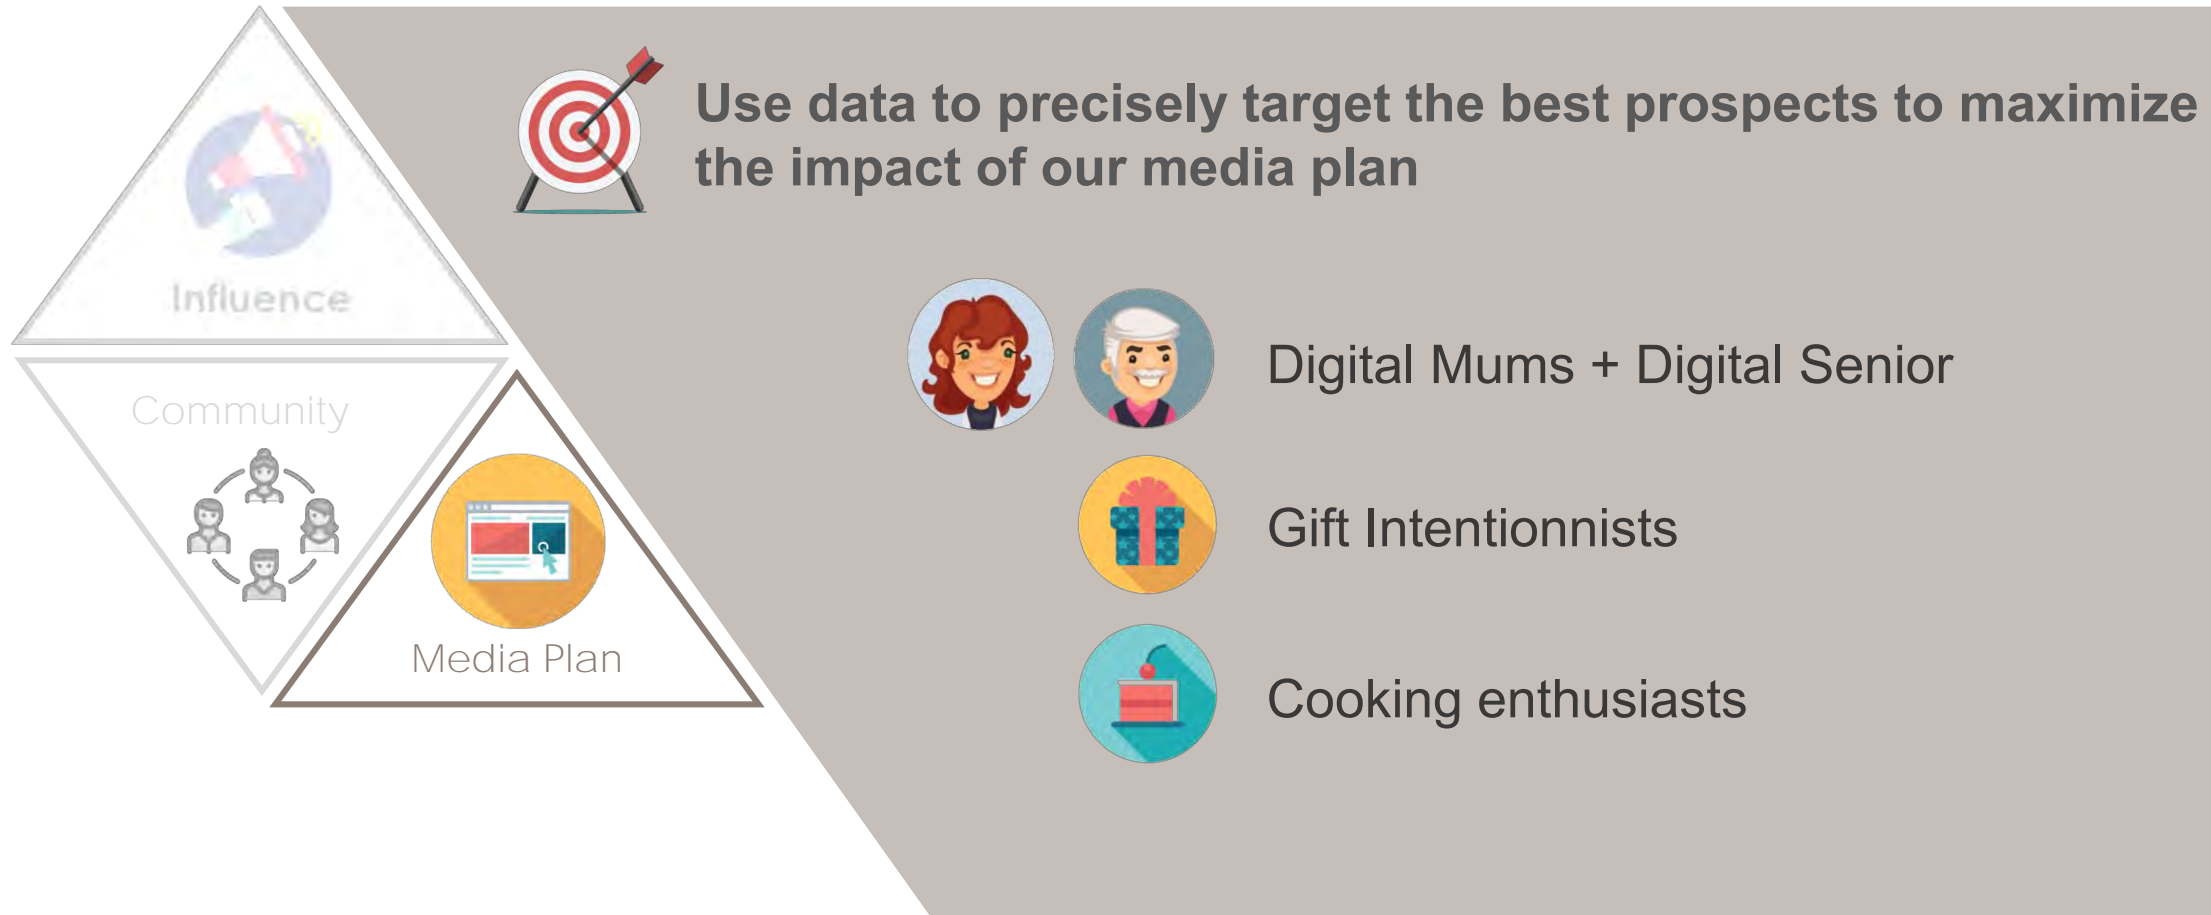 Use data to precisely target the best prospects to maximize
the impact of our media plan
Influence
Community
Media Plan
Digital Mums + Digital Senior
Gift Intentionnists
Cooking enthusiasts